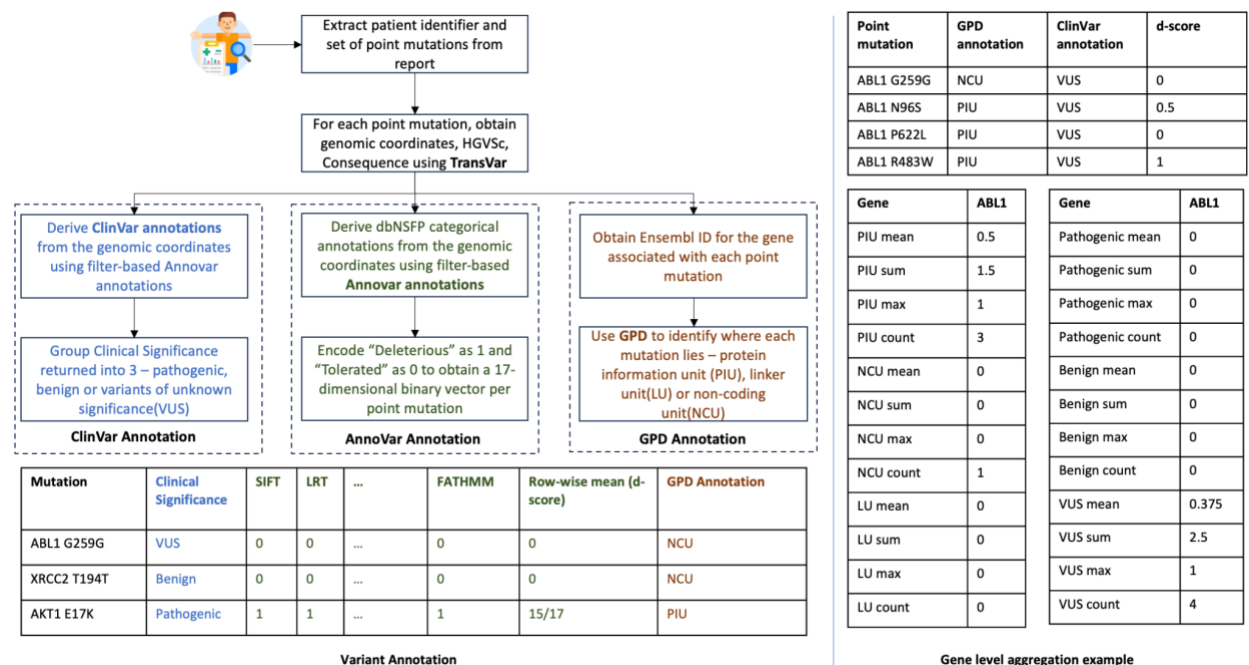 Extract patient identifier and
set of point mutations from
report
For each point mutation, obtain
genomic coordinates, HGVSc,
Consequence using TransVar
Derive ClinVar annotations
from the genomic coordinates
using filter-based Annovar
annotations
Group Clinical Significance
returned into 3 – pathogenic,
benign or variants of unknown
significance(VUS)
ClinVar Annotation
Derive dbNSFP categorical
annotations from the genomic
coordinates using filter-based
Annovar annotations
Encode “Deleterious” as 1 and
“Tolerated” as 0 to obtain a 17-
dimensional binary vector per
point mutation
AnnoVar Annotation
Obtain Ensembl ID for the gene
associated with each point
mutation
Use GPD to identify where each
mutation lies – protein
information unit (PIU), linker
unit(LU) or non-coding
unit(NCU)
GPD Annotation
Mutation Clinical Significance SIFT LRT ... FATHMM Row-wise mean (d-score) GPD Annotation
ABL1 G259G VUS 0 0 ... 0 0 NCU
XRCC2 T194T Benign 0 0 ... 0 0 NCU
AKT1 E17K Pathogenic 1 1 ... 1 15/17 PIU
Variant Annotation
Point mutation GPD annotation ClinVar annotation d-score
ABL1 G259G NCU VUS 0
ABL1 N96S PIU VUS 0.5
ABL1 P622L PIU VUS 0
ABL1 R483W PIU VUS 1
Gene ABL1
PIU mean 0.5
PIU sum 1.5
PIU max 1
PIU count 3
NCU mean 0
NCU sum 0
NCU max 0
NCU count 1
LU mean 0
LU sum 0
LU max 0
LU count 0
Gene ABL1
Pathogenic mean 0
Pathogenic sum 0
Pathogenic max 0
Pathogenic count 0
Benign mean 0
Benign sum 0
Benign max 0
Benign count 0
VUS mean 0.375
VUS sum 2.5
VUS max 1
VUS count 4
Gene level aggregation example